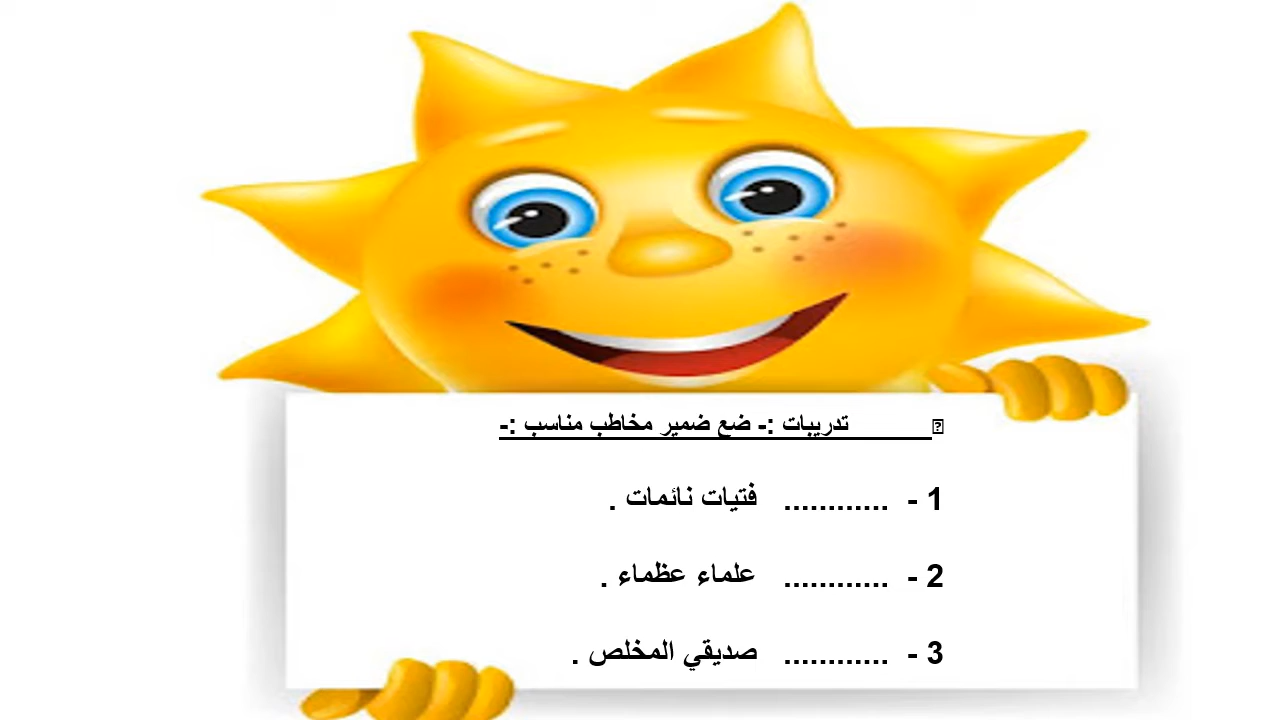 تدريبات :- ضع ضمير مخاطب مناسب :-
1 - ............ فتيات نائمات .
2 - ............ علماء عظماء .
3 - ............ صديقي المخلص .